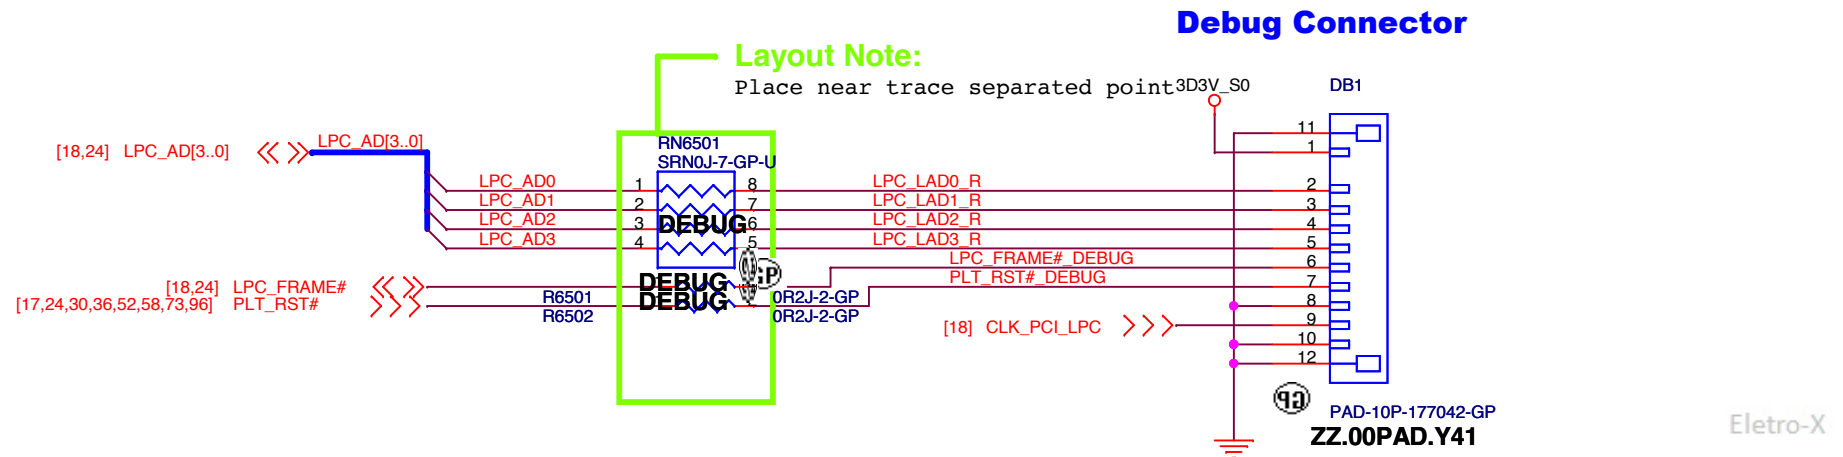 Debug Connector
Layout Note:
Place near trace separated point
3D3V_S0
DB1
[18,24] LPC_AD[3..0]
LPC_AD[3..0]
RN6501
SRN0J-7-GP-U
11
1
LPC_AD0 1 8 LPC_LAD0_R 2
LPC_AD1 2 7 LPC_LAD1_R 3
LPC_AD2 3 DEBUG 6 LPC_LAD2_R 4
LPC_AD3 4 5 LPC_LAD3_R 5
LPC_FRAME#_DEBUG 6
PLT_RST#_DEBUG 7
[18,24] LPC_FRAME# DEBUG GP
R6501 DEBUG 0R2J-2-GP 8
[17,24,30,36,52,58,73,96] PLT_RST#
R6502 0R2J-2-GP
[18] CLK_PCI_LPC 9
10
12
GP
PAD-10P-177042-GP
ZZ.00PAD.Y41
Eletro-X